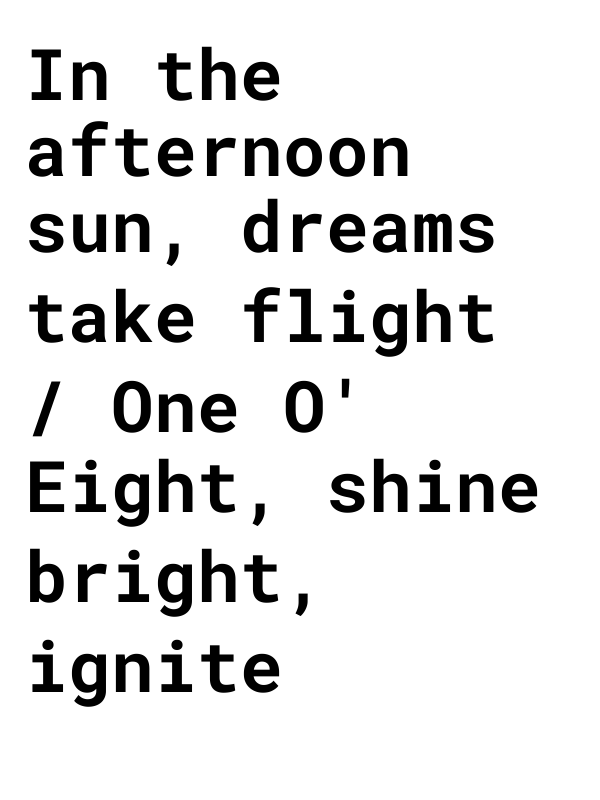 In the
afternoon
sun, dreams
take flight
/ One O'
Eight, shine
bright,
ignite